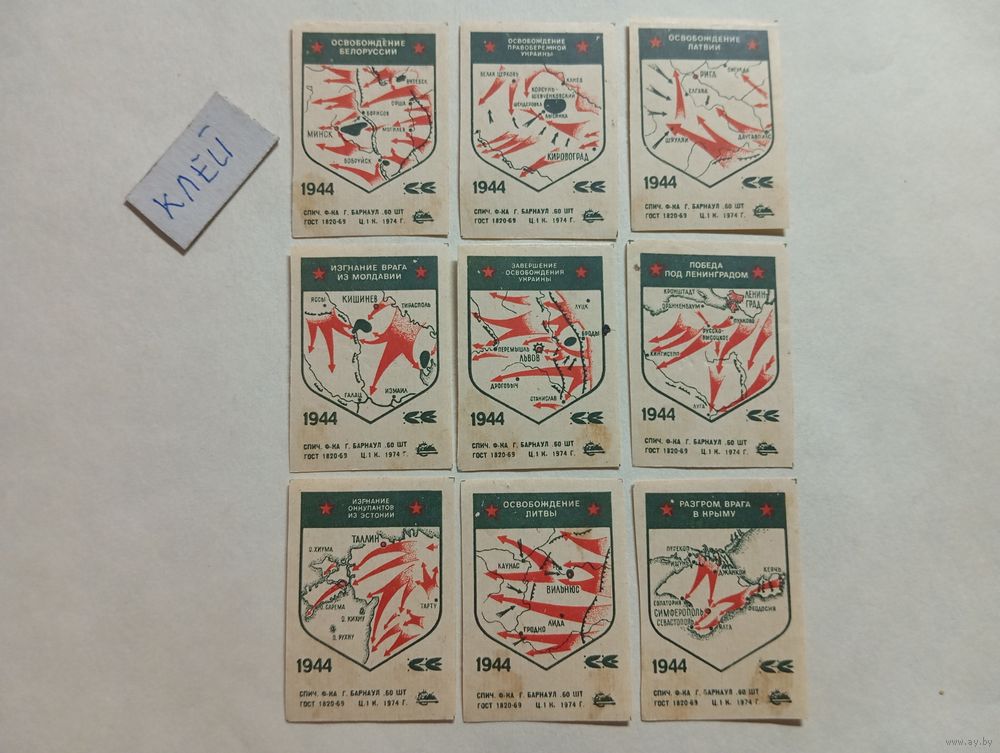 КЛЕЙ
ОСВОБОЖДЕНИЕ
БЕЛОРУССИИ
ВИТЕБСК
ОРША
БОРИСОВ
МИНСК
МОГИЛЕВ
БОБРУЙСК
1944
СПИЧ. Ф-КА Г. БАРНАУЛ .60 ШТ
ГОСТ 1820-69 Ц.1 К. 1974 Г.
ОСВОБОЖДЕНИЕ
ПРАВОБЕРЕЖНОЙ
УКРАИНЫ
БЕЛАЯ ЦЕРКОВЬ
КАНЕВ
КОРСУНЬ-
ШЕВЧЕНКОВСКИЙ
ШЕНДЕРОВКА
ЛЫСЯНКА
КИРОВОГРАД
1944
СПИЧ. Ф-КА Г. БАРНАУЛ .60 ШТ
ГОСТ 1820-69 Ц.1 К. 1974 Г.
ОСВОБОЖДЕНИЕ
ЛАТВИИ
РИГА
ЕЛГАВА
ШЯУЛЯЙ
ДАУГАВПИЛС
1944
СПИЧ. Ф-КА Г. БАРНАУЛ .60 ШТ
ГОСТ 1820-69 Ц.1 К. 1974 Г.
ИЗГНАНИЕ ВРАГА
ИЗ МОЛДАВИИ
ЯССЫ
КИШИНЕВ
ТИРАСПОЛЬ
ГАЛАЦ
ИЗМАИЛ
1944
СПИЧ. Ф-КА Г. БАРНАУЛ .60 ШТ
ГОСТ 1820-69 Ц.1 К. 1974 Г.
ЗАВЕРШЕНИЕ
ОСВОБОЖДЕНИЯ
УКРАИНЫ
ЛУЦК
БРОДЫ
ПЕРЕМЫШЛЬ
ЛЬВОВ
ДРОГОБЫЧ
СТАНИСЛАВ
1944
СПИЧ. Ф-КА Г. БАРНАУЛ .60 ШТ
ГОСТ 1820-69 Ц.1 К. 1974 Г.
ПОБЕДА
ПОД ЛЕНИНГРАДОМ
КРОНШТАДТ
ЛЕНИН-
ГРАД
ОРАНИЕНБАУМ
ПУЛКОВО
РУССКО-
ВЫСОЦКОЕ
КИНГИСЕПП
ЛУГА
1944
СПИЧ. Ф-КА Г. БАРНАУЛ .60 ШТ
ГОСТ 1820-69 Ц.1 К. 1974 Г.
ИЗГНАНИЕ
ОККУПАНТОВ
ИЗ ЭСТОНИИ
О. ХИУМА
ТАЛЛИН
О. САРЕМА
ТАРТУ
О. КИХНУ
О. РУХНУ
1944
СПИЧ. Ф-КА Г. БАРНАУЛ .60 ШТ
ГОСТ 1820-69 Ц.1 К. 1974 Г.
ОСВОБОЖДЕНИЕ
ЛИТВЫ
КАУНАС
ВИЛЬНЮС
ЛИДА
ГРОДНО
1944
СПИЧ. Ф-КА Г. БАРНАУЛ .60 ШТ
ГОСТ 1820-69 Ц.1 К. 1974 Г.
РАЗГРОМ ВРАГА
В КРЫМУ
ПЕРЕКОП
ИШУНЬ
ДЖАНКОЙ
КЕРЧЬ
ЕВПАТОРИЯ
ФЕОДОСИЯ
СИМФЕРОПОЛЬ
СЕВАСТОПОЛЬ
ЯЛТА
1944
СПИЧ. Ф-КА Г. БАРНАУЛ .60 ШТ
ГОСТ 1820-69 Ц.1 К. 1974 Г.
www.ay.by